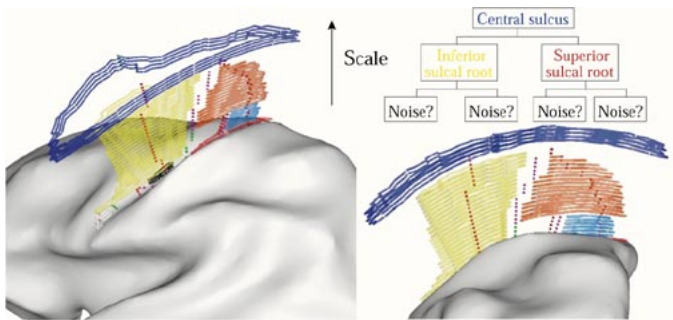 Central sulcus
Scale
Inferior
sulcal root
Superior
sulcal root
Noise?
Noise?
Noise?
Noise?